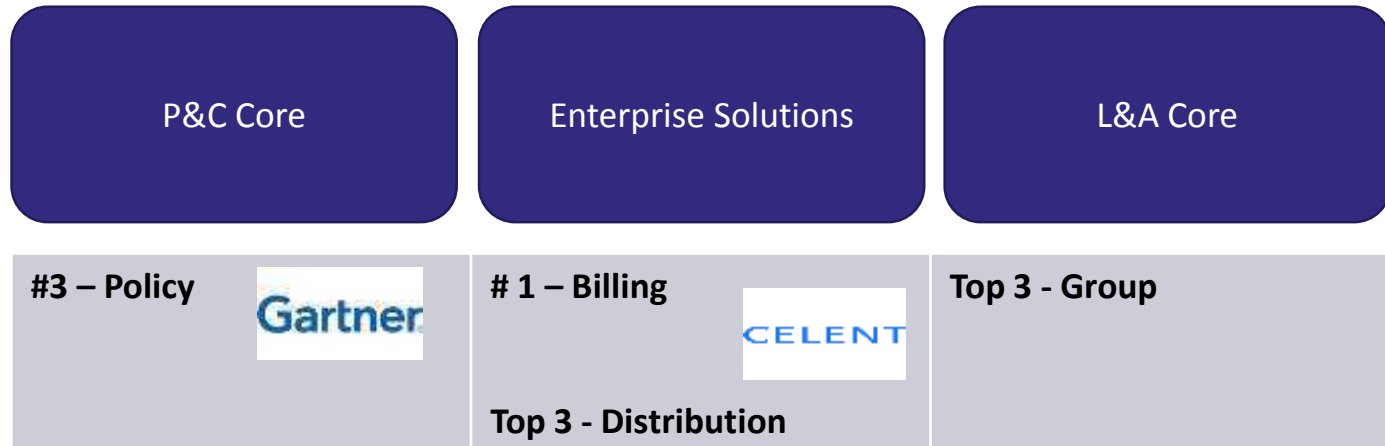 P&C Core
Enterprise Solutions
L&A Core
#3 – Policy
Gartner
# 1 – Billing
CELENT
Top 3 - Distribution
Top 3 - Group